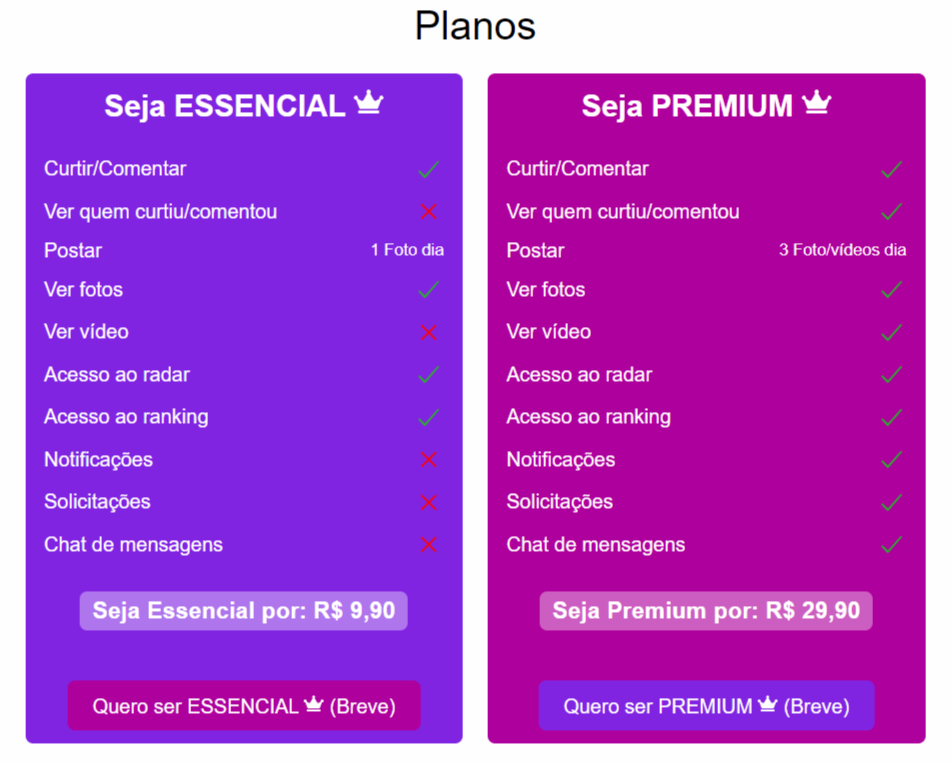 Planos
Seja ESSENCIAL
Curtir/Comentar
Ver quem curtiu/comentou
Postar 1 Foto dia
Ver fotos
Ver vídeo
Acesso ao radar
Acesso ao ranking
Notificações
Solicitações
Chat de mensagens
Seja Essencial por: R$ 9,90
Quero ser ESSENCIAL (Breve)
Seja PREMIUM
Curtir/Comentar
Ver quem curtiu/comentou
Postar 3 Foto/vídeos dia
Ver fotos
Ver vídeo
Acesso ao radar
Acesso ao ranking
Notificações
Solicitações
Chat de mensagens
Seja Premium por: R$ 29,90
Quero ser PREMIUM (Breve)